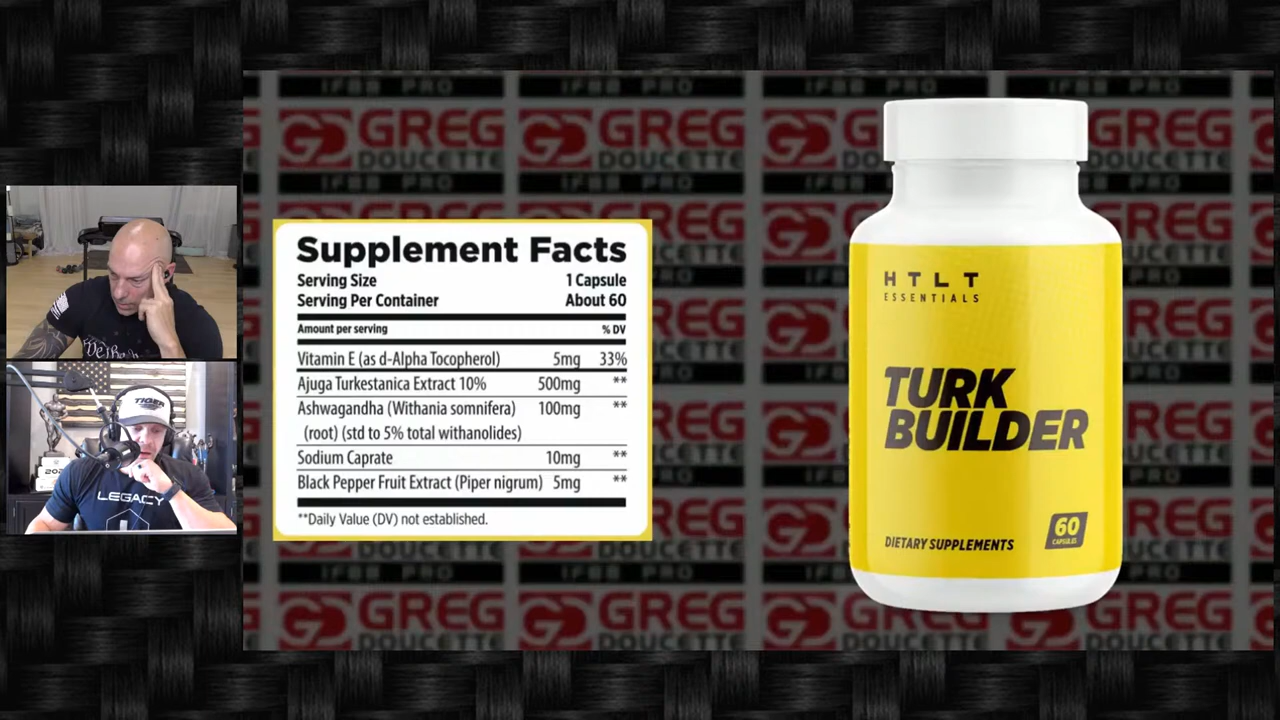 Supplement Facts
Serving Size 1 Capsule
Serving Per Container About 60
Amount per serving % DV
Vitamin E (as d-Alpha Tocopherol) 5mg 33%
Ajuga Turkestanica Extract 10% 500mg **
Ashwagandha (Withania somnifera) 100mg **
(root) (std to 5% total withanolides)
Sodium Caprate 10mg **
Black Pepper Fruit Extract (Piper nigrum) 5mg **
**Daily Value (DV) not established.
HTLT
ESSENTIALS
TURK
BUILDER
DIETARY SUPPLEMENTS
60
CAPSULES
GREG
DOUCETTE
IFBB PRO
TIGER
LEGACY